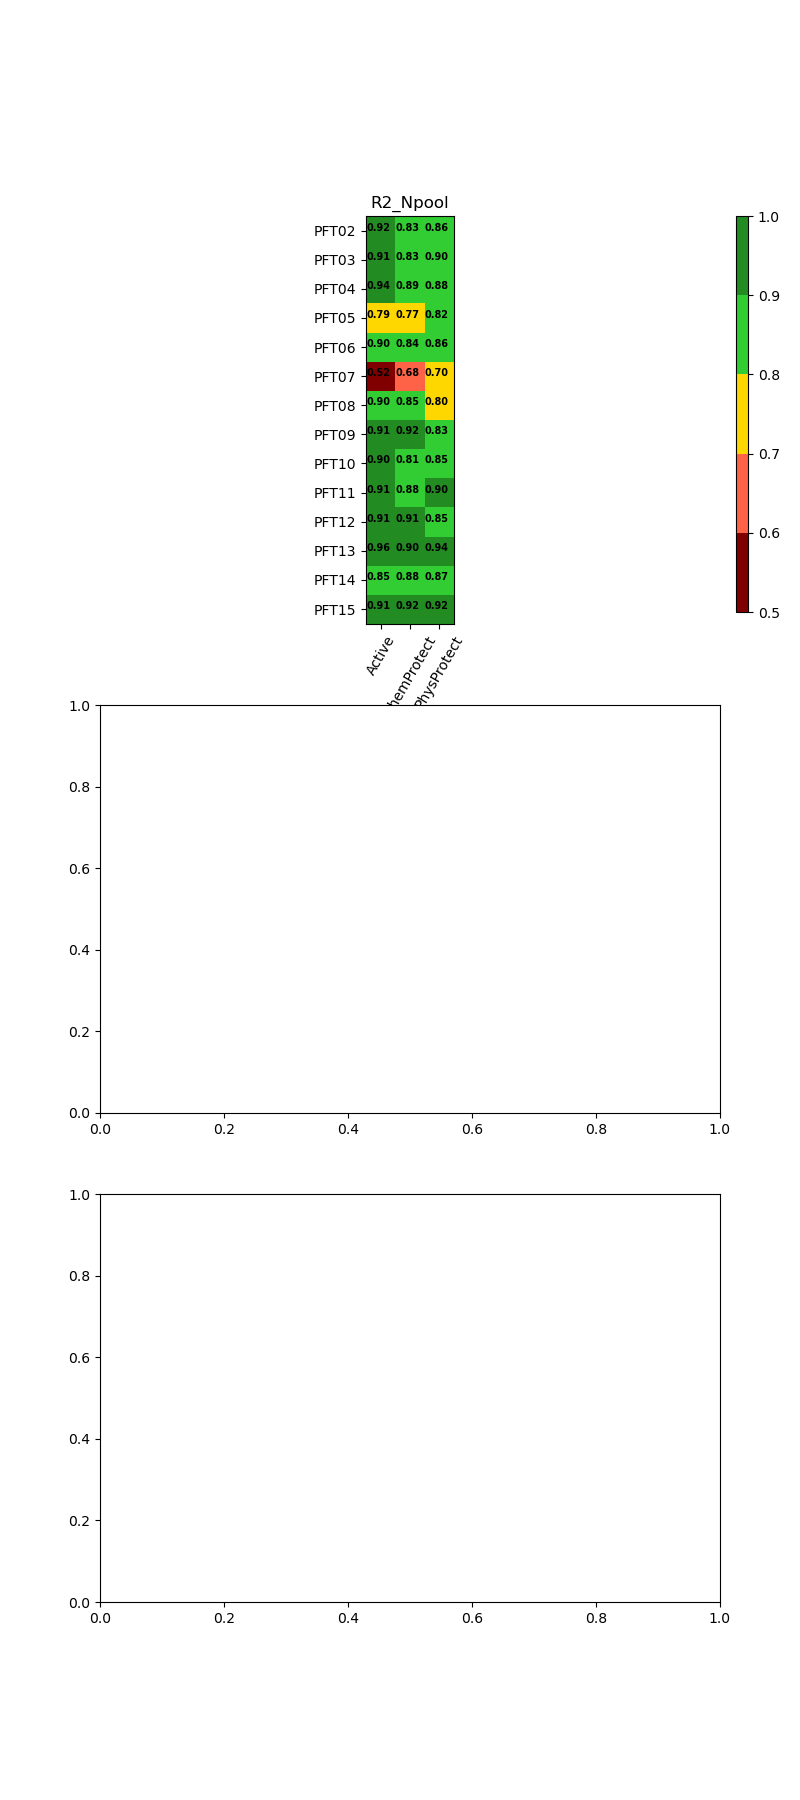 R2_Npool
PFT02 0.92 0.83 0.86
PFT03 0.91 0.83 0.90
PFT04 0.94 0.89 0.88
PFT05 0.79 0.77 0.82
PFT06 0.90 0.84 0.86
PFT07 0.52 0.68 0.70
PFT08 0.90 0.85 0.80
PFT09 0.91 0.92 0.83
PFT10 0.90 0.81 0.85
PFT11 0.91 0.88 0.90
PFT12 0.91 0.91 0.85
PFT13 0.96 0.90 0.94
PFT14 0.85 0.88 0.87
PFT15 0.91 0.92 0.92
Active
hemProtect
PhysProtect
1.0
0.9
0.8
0.7
0.6
0.5
1.0
0.8
0.6
0.4
0.2
0.0
0.0 0.2 0.4 0.6 0.8 1.0
1.0
0.8
0.6
0.4
0.2
0.0
0.0 0.2 0.4 0.6 0.8 1.0